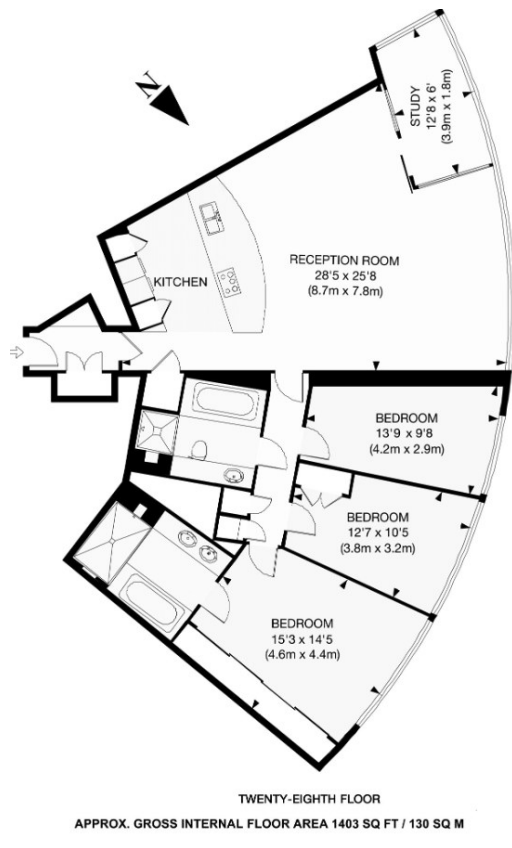 N
STUDY
12'8 x 6'
(3.9m x 1.8m)
RECEPTION ROOM
28'5 x 25'8
(8.7m x 7.8m)
KITCHEN
BEDROOM
13'9 x 9'8
(4.2m x 2.9m)
BEDROOM
12'7 x 10'5
(3.8m x 3.2m)
BEDROOM
15'3 x 14'5
(4.6m x 4.4m)
TWENTY-EIGHTH FLOOR
APPROX. GROSS INTERNAL FLOOR AREA 1403 SQ FT / 130 SQ M